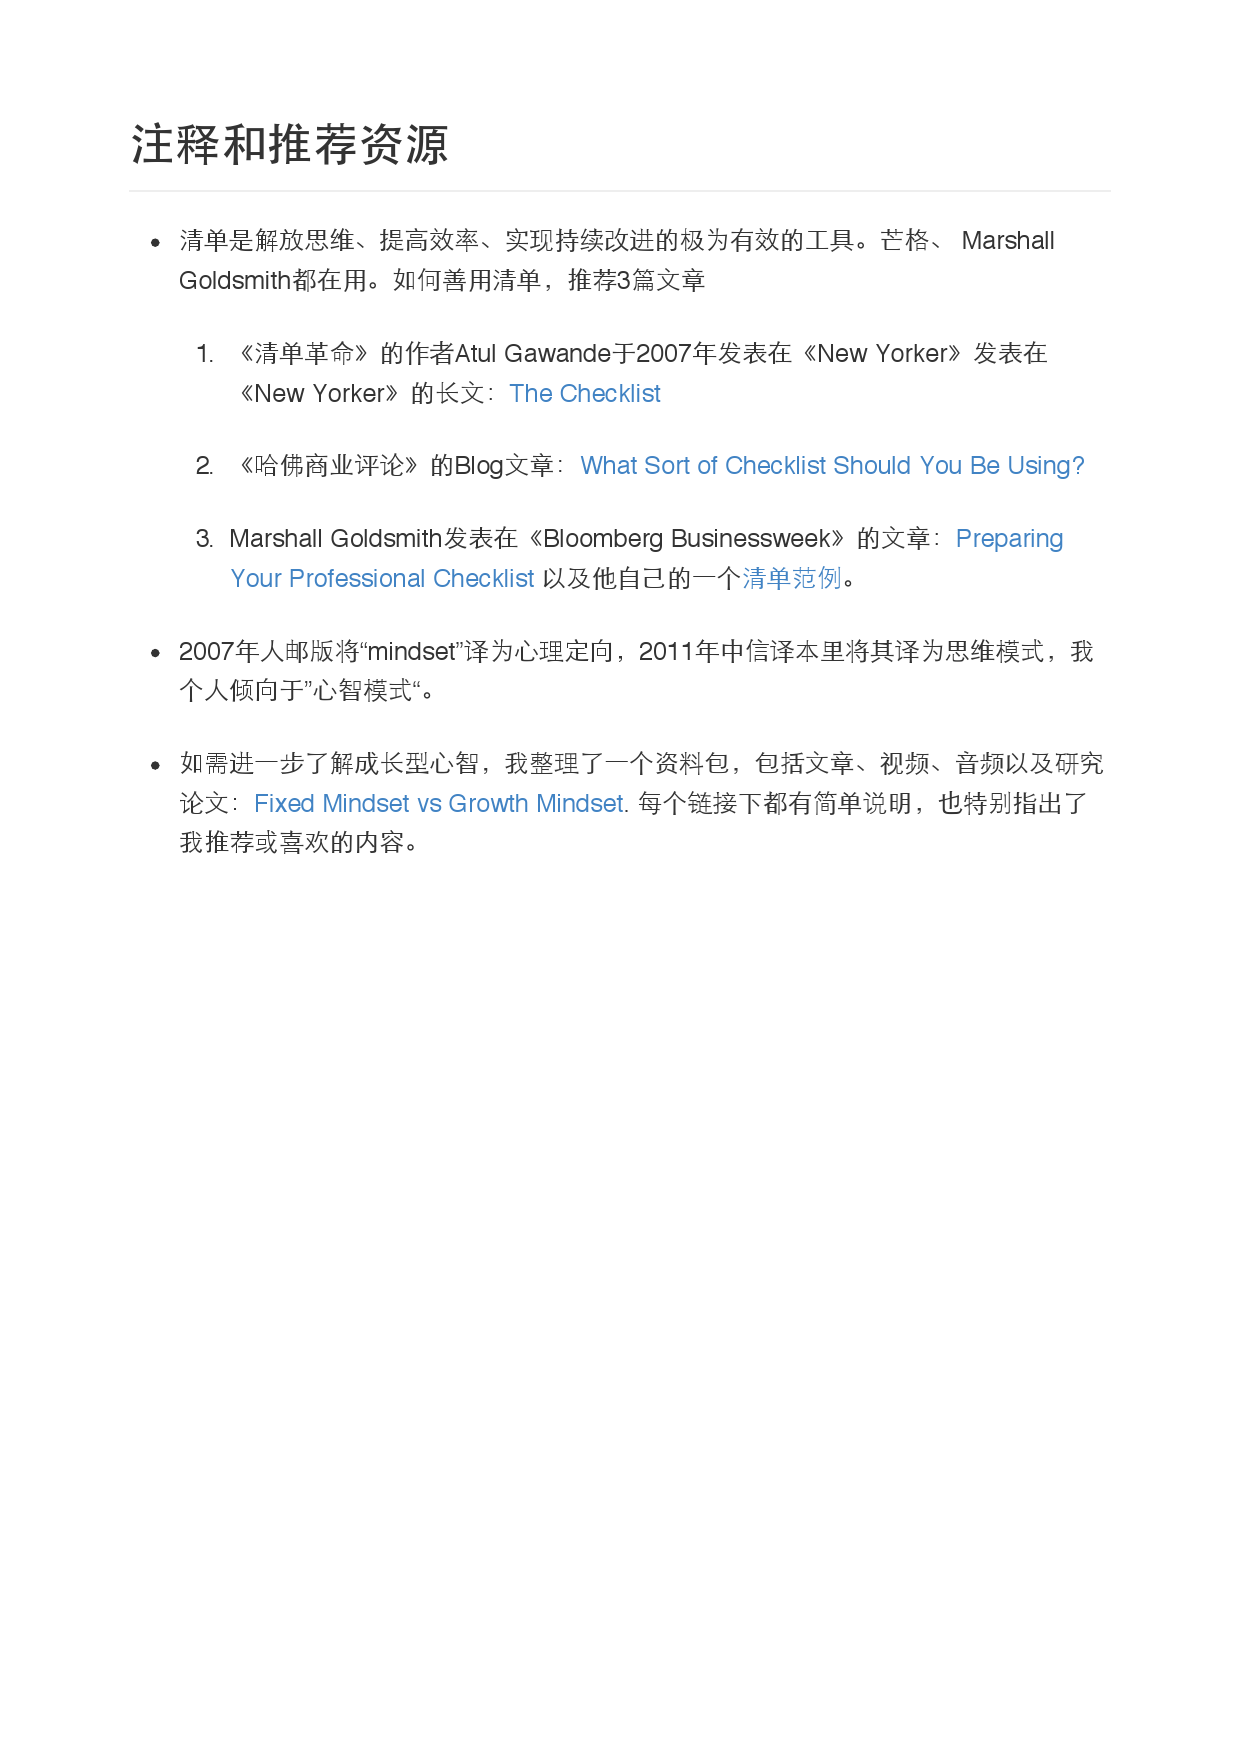 注释和推荐资源
• 清单是解放思维、提高效率、实现持续改进的极为有效的工具。芒格、 Marshall
Goldsmith都在用。如何善用清单，推荐3篇文章
1. 《清单革命》的作者Atul Gawande于2007年发表在《New Yorker》发表在
《New Yorker》的长文：The Checklist
2. 《哈佛商业评论》的Blog文章：What Sort of Checklist Should You Be Using?
3. Marshall Goldsmith发表在《Bloomberg Businessweek》的文章：Preparing
Your Professional Checklist 以及他自己的一个清单范例。
• 2007年人邮版将“mindset”译为心理定向，2011年中信译本里将其译为思维模式，我
个人倾向于”心智模式“。
• 如需进一步了解成长型心智，我整理了一个资料包，包括文章、视频、音频以及研究
论文：Fixed Mindset vs Growth Mindset. 每个链接下都有简单说明，也特别指出了
我推荐或喜欢的内容。